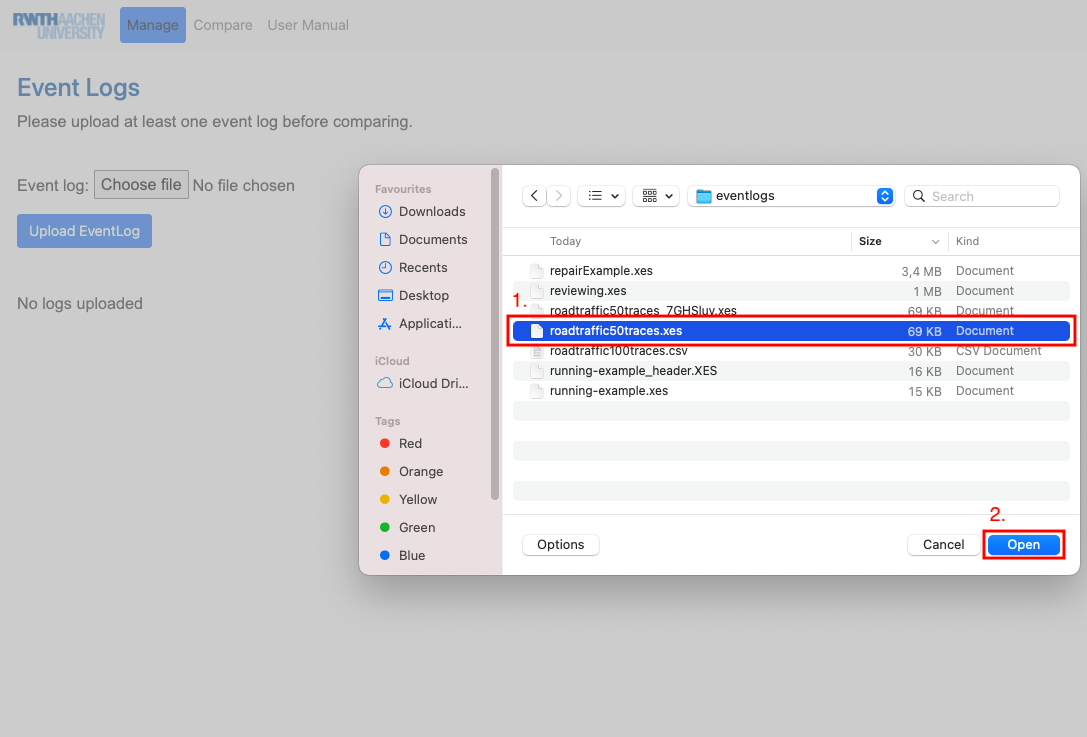 RWTHAACHEN
UNIVERSITY
Manage Compare User Manual
Event Logs
Please upload at least one event log before comparing.
Event log: Choose file No file chosen
Upload EventLog
No logs uploaded
Favourites
Downloads
Documents
Recents
Desktop
Applicati...
iCloud
iCloud Dri...
Tags
Red
Orange
Yellow
Green
Blue
eventlogs
Search
Today Size Kind
repairExample.xes 3,4 MB Document
reviewing.xes 1 MB Document
1.
roadtraffic50traces_7GHSluv.xes 69 KB Document
roadtraffic50traces.xes 69 KB Document
roadtraffic100traces.csv 30 KB CSV Document
running-example_header.XES 16 KB Document
running-example.xes 15 KB Document
2.
Options Cancel Open